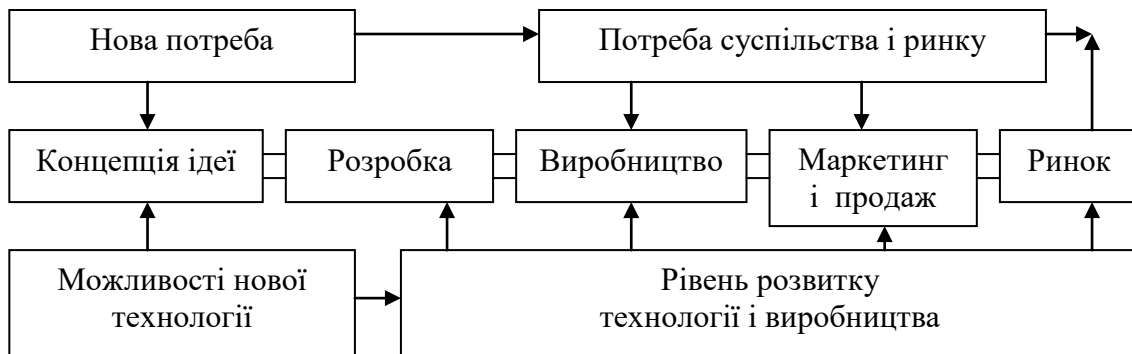 Нова потреба
Потреба суспільства і ринку
Концепція ідеї
Розробка
Виробництво
Маркетинг
і продаж
Ринок
Можливості нової
технології
Рівень розвитку
технології і виробництва